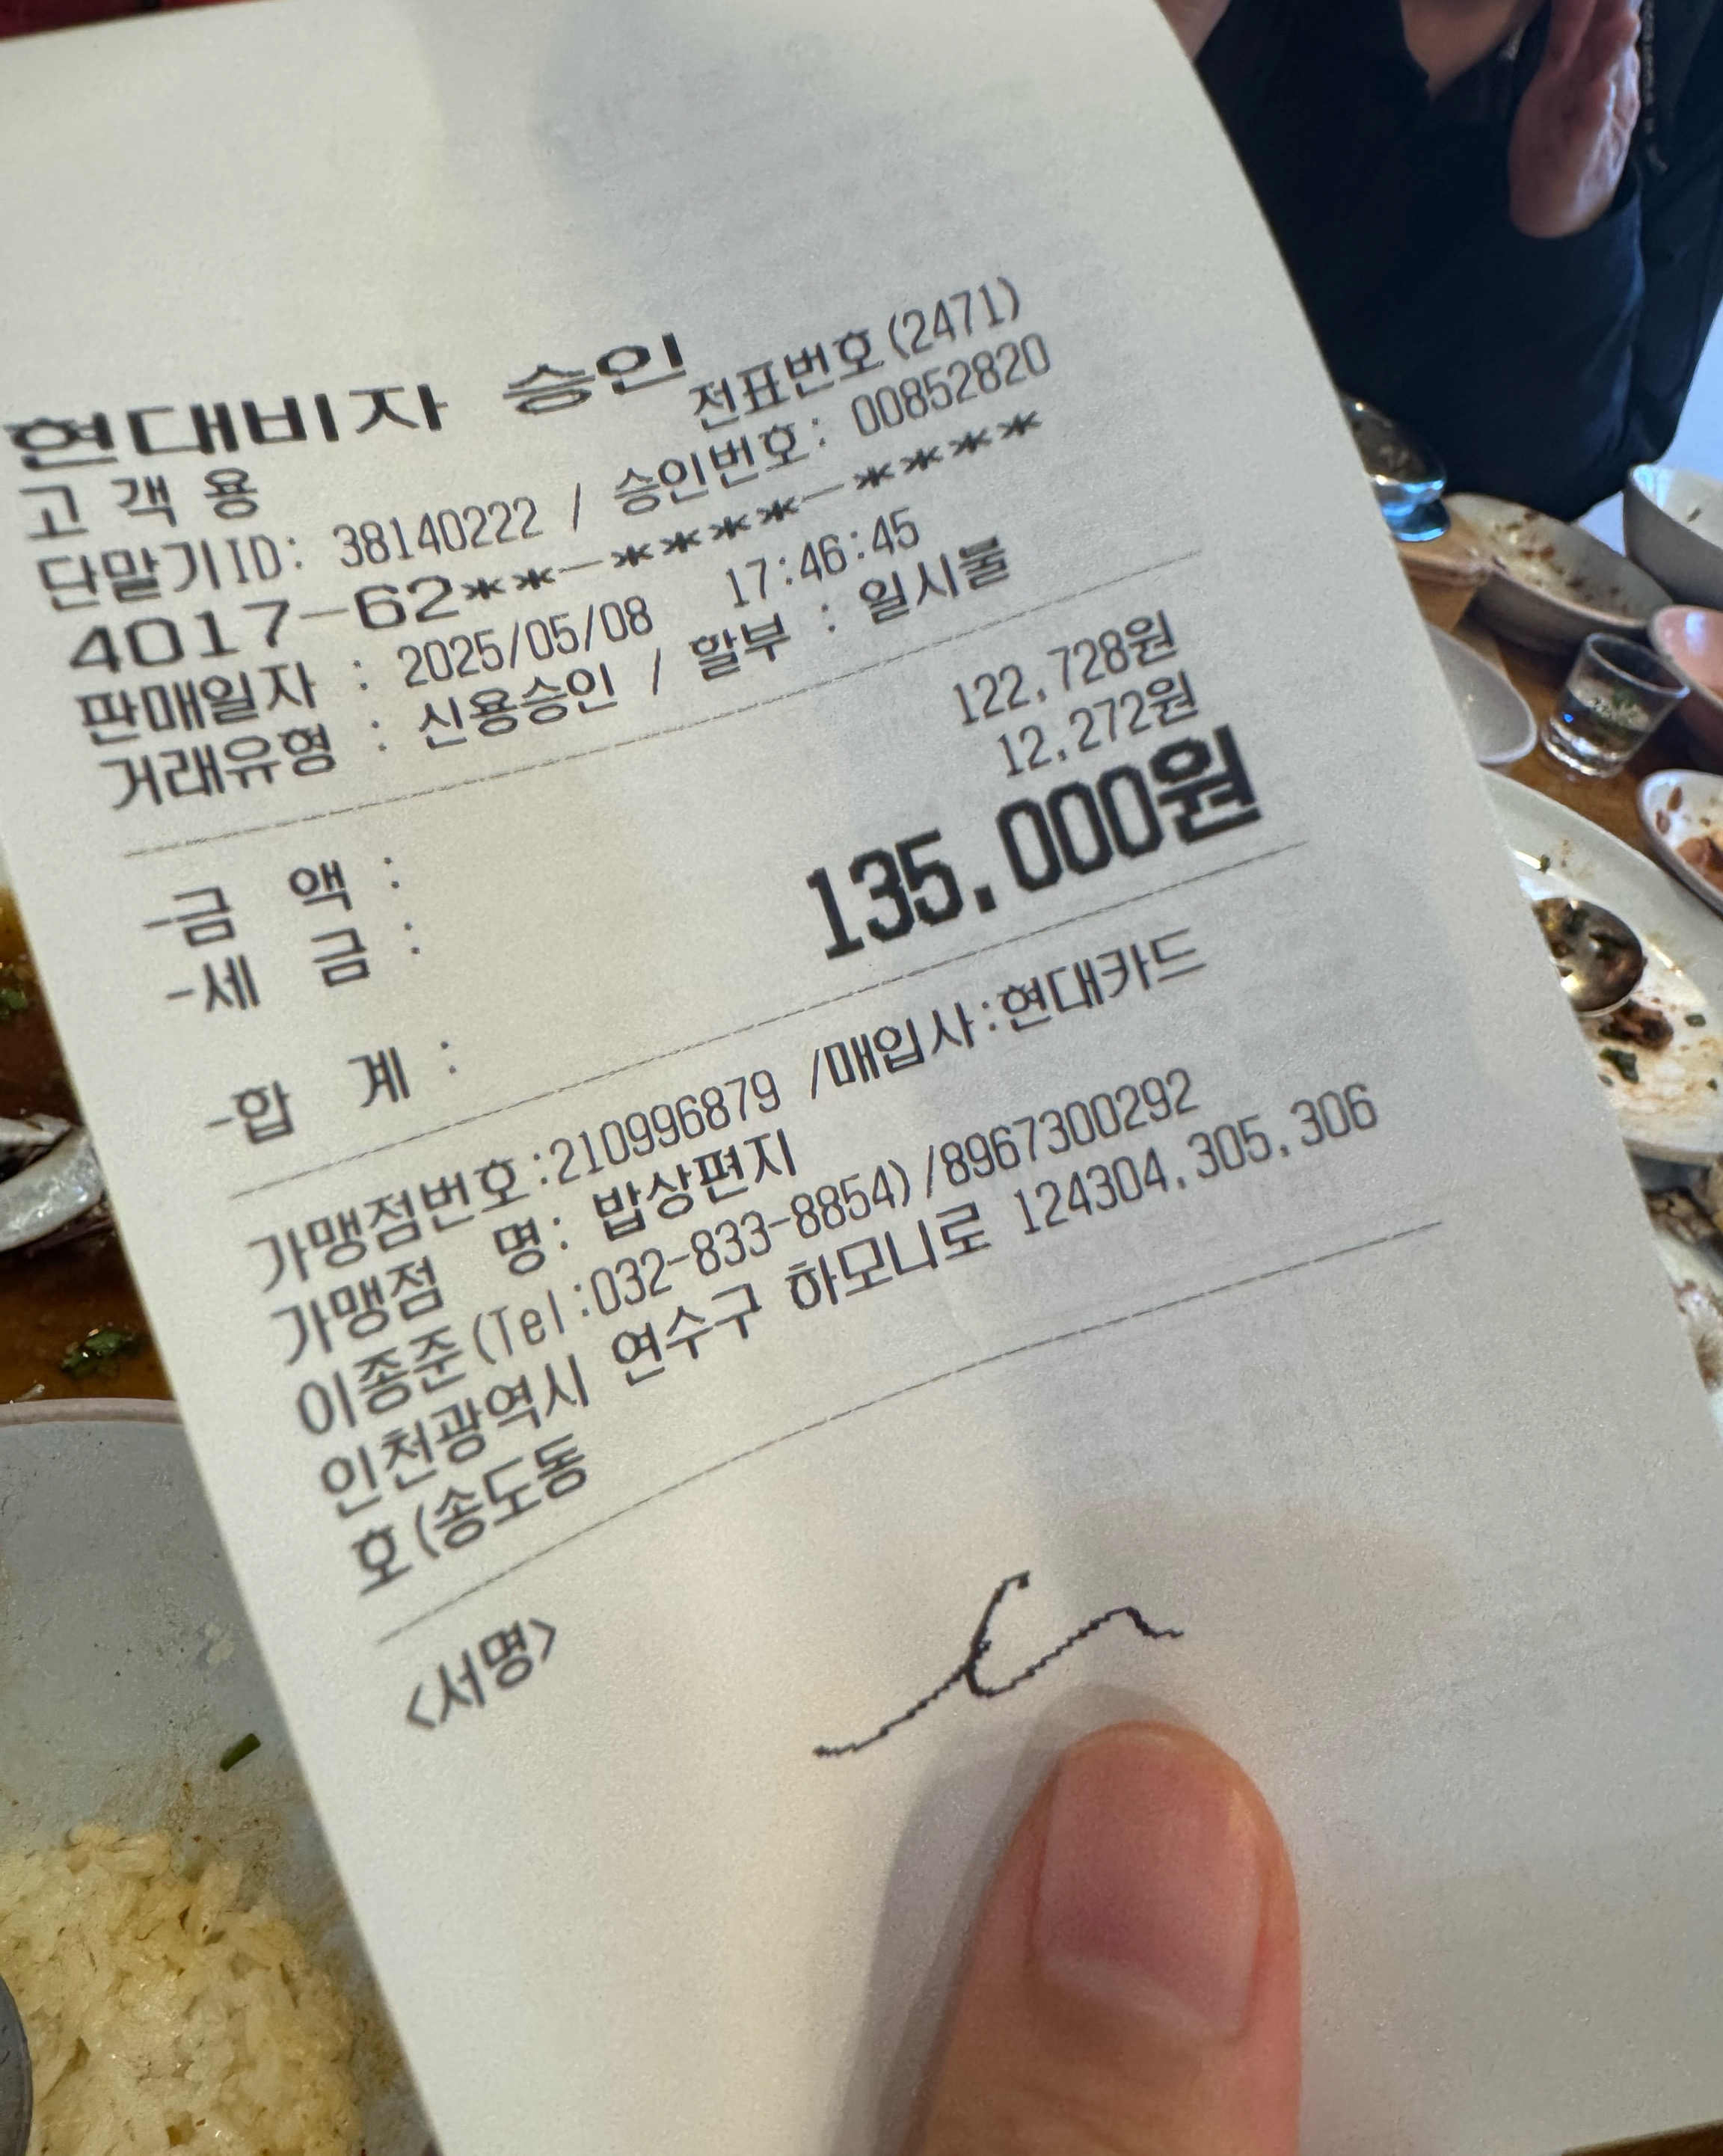 현대비자 승인
전표번호(2471)
고 객 용
단말기ID: 38140222 / 승인번호: 00852820
4017-62**-****-****
판매일자 : 2025/05/08 17:46:45
거래유형 : 신용승인 / 할부 : 일시불
-금 액 : 122,728원
-세 금 : 12,272원
-합 계 : 135,000원
가맹점번호:210996879 /매입사:현대카드
가맹점 명: 밥상편지
이종준(Tel:032-833-8854)/8967300292
인천광역시 연수구 하모니로 124304,305,306
호(송도동
<서명>